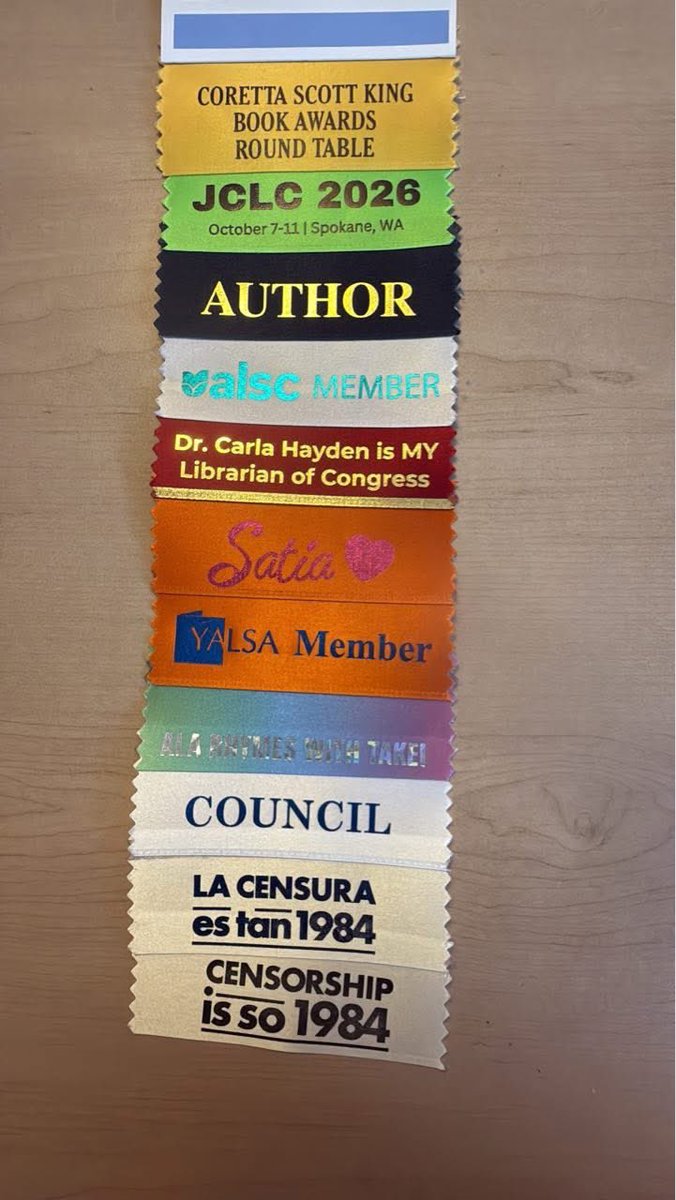 CORETTA SCOTT KING
BOOK AWARDS
ROUND TABLE
JCLC 2026
October 7-11 | Spokane, WA
AUTHOR
alsc MEMBER
Dr. Carla Hayden is MY
Librarian of Congress
Satia
YALSA Member
ALA RHYMES WITH TAKE!
COUNCIL
LA CENSURA
es tan 1984
CENSORSHIP
is so 1984